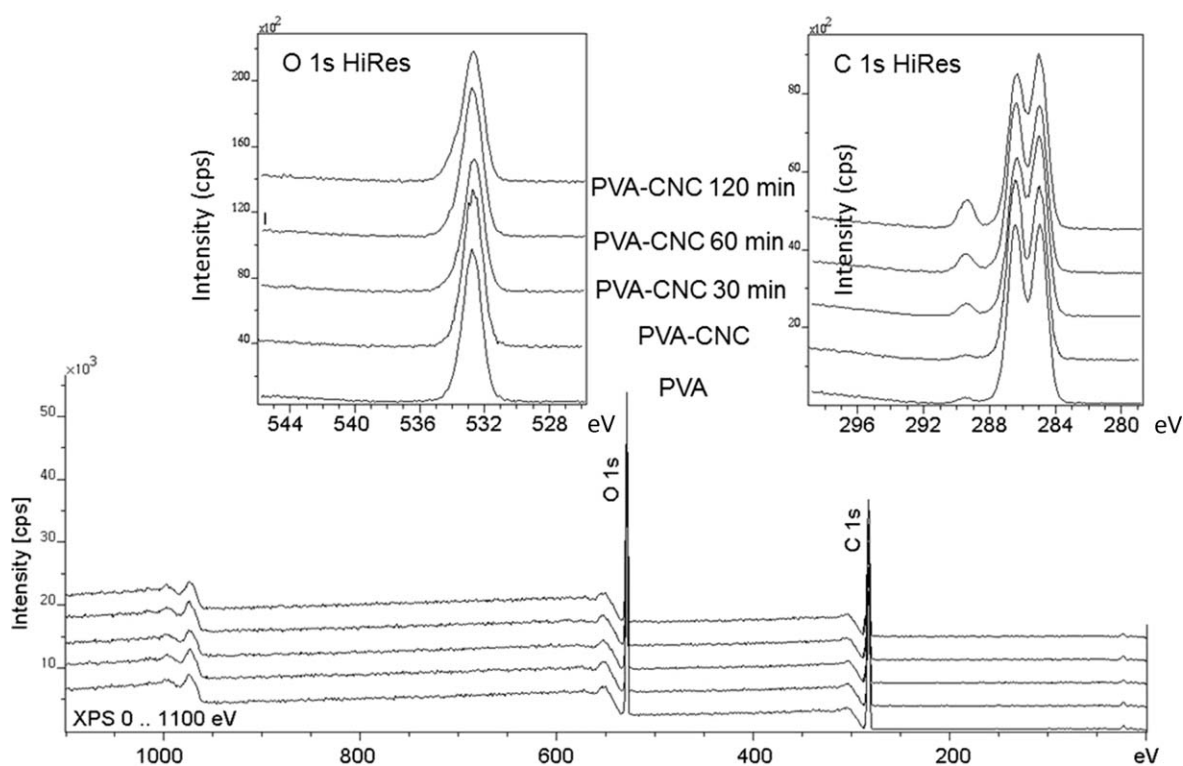 x10²
O 1s HiRes
200
160
120
80
40
Intensity (cps)
544 540 536 532 528 eV
PVA-CNC 120 min
PVA-CNC 60 min
PVA-CNC 30 min
PVA-CNC
PVA
x10²
C 1s HiRes
80
60
40
20
Intensity (cps)
296 292 288 284 280 eV
×10³
50
40
30
20
10
Intensity [cps]
O 1s
C 1s
XPS 0 .. 1100 eV
1000 800 600 400 200 eV